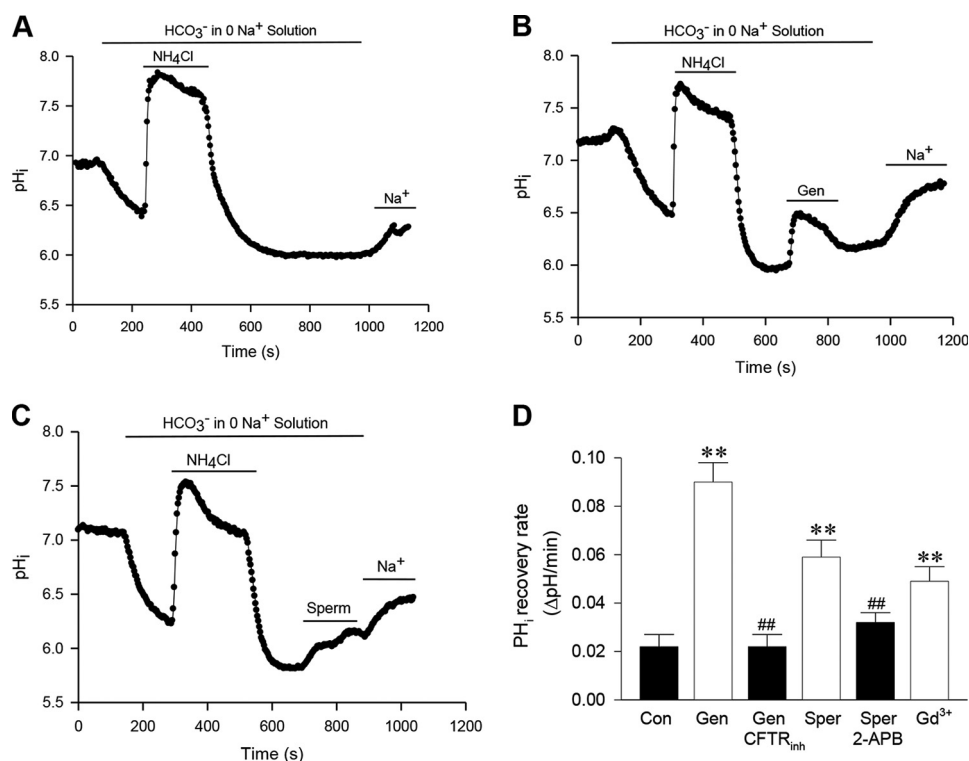 A
HCO₃⁻ in 0 Na⁺ Solution
NH₄Cl
Na⁺
8.0
7.5
7.0
6.5
6.0
5.5
pHᵢ
0 200 400 600 800 1000 1200
Time (s)
B
HCO₃⁻ in 0 Na⁺ Solution
NH₄Cl
Gen
Na⁺
8.0
7.5
7.0
6.5
6.0
5.5
pHᵢ
0 200 400 600 800 1000 1200
Time (s)
C
HCO₃⁻ in 0 Na⁺ Solution
NH₄Cl
Sperm
Na⁺
8.0
7.5
7.0
6.5
6.0
5.5
pHᵢ
0 200 400 600 800 1000 1200
Time (s)
D
PHᵢ recovery rate
(ΔpH/min)
0.10
0.08
0.06
0.04
0.02
0.00
**
##
**
##
**
Con
Gen
Gen
CFTRᵢₙₕ
Sper
Sper
2-APB
Gd³⁺